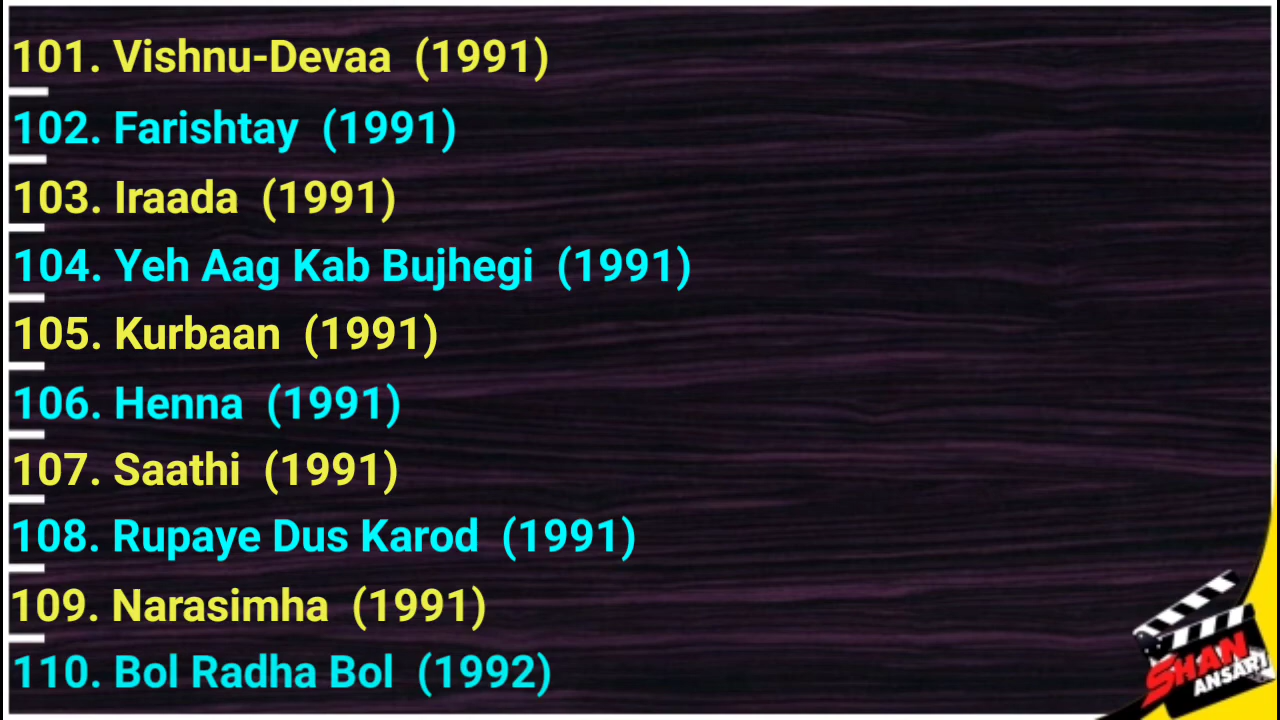 101. Vishnu-Devaa (1991)
102. Farishtay (1991)
103. Iraada (1991)
104. Yeh Aag Kab Bujhegi (1991)
105. Kurbaan (1991)
106. Henna (1991)
107. Saathi (1991)
108. Rupaye Dus Karod (1991)
109. Narasimha (1991)
110. Bol Radha Bol (1992)
SHAN
ANSARI